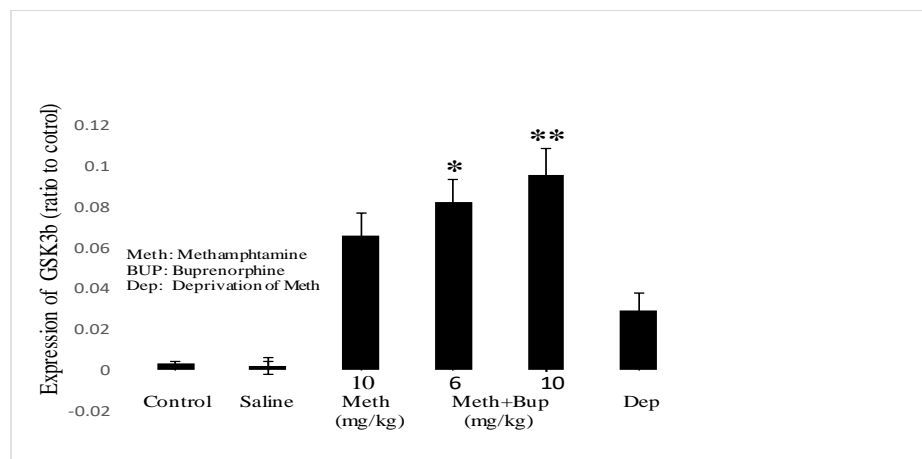 Expression of GSK3b (ratio to cotrol)
0.12
0.1
0.08
0.06
0.04
0.02
0
-0.02
*
**
Meth: Methamphtamine
BUP: Buprenorphine
Dep: Deprivation of Meth
10 6 10
Control Saline Meth Meth+Bup Dep
(mg/kg) (mg/kg)